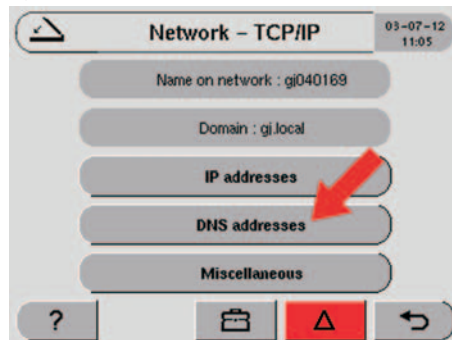 Network – TCP/IP
03-07-12
11:05
Name on network : gi040169
Domain : gi.local
IP addresses
DNS addresses
Miscellaneous
?